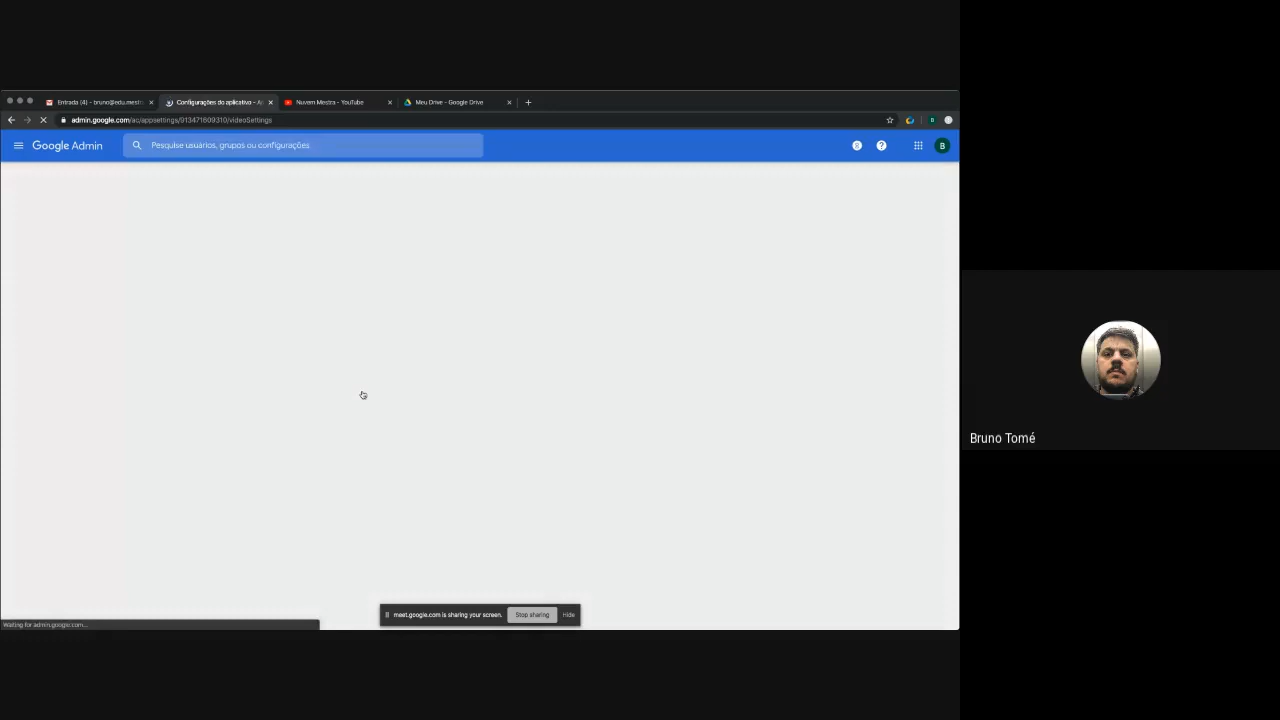 Entrada (4) - bruno@edu.mestr
Configurações do aplicativo - A
Nuvem Mestra - YouTube
Meu Drive - Google Drive
admin.google.com/ac/appsettings/913471609310/videoSettings
B
Google Admin
Pesquise usuários, grupos ou configurações
?
B
Bruno Tomé
meet.google.com is sharing your screen.
Stop sharing
Hide
Waiting for admin.google.com...